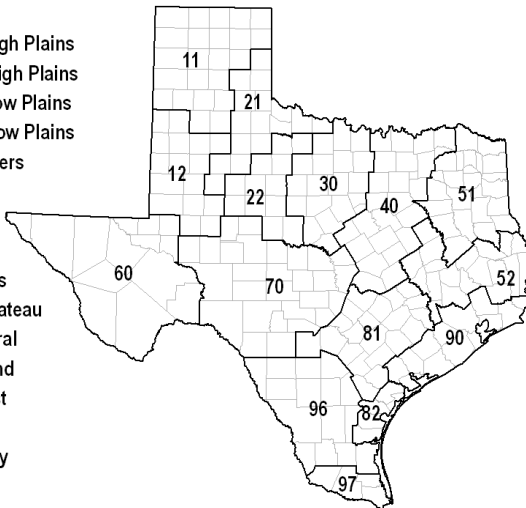 gh Plains
igh Plains
ow Plains
ow Plains
ers
s
ateau
ral
nd
st
y
11
21
12
22
30
40
51
52
60
70
81
90
96
82
97